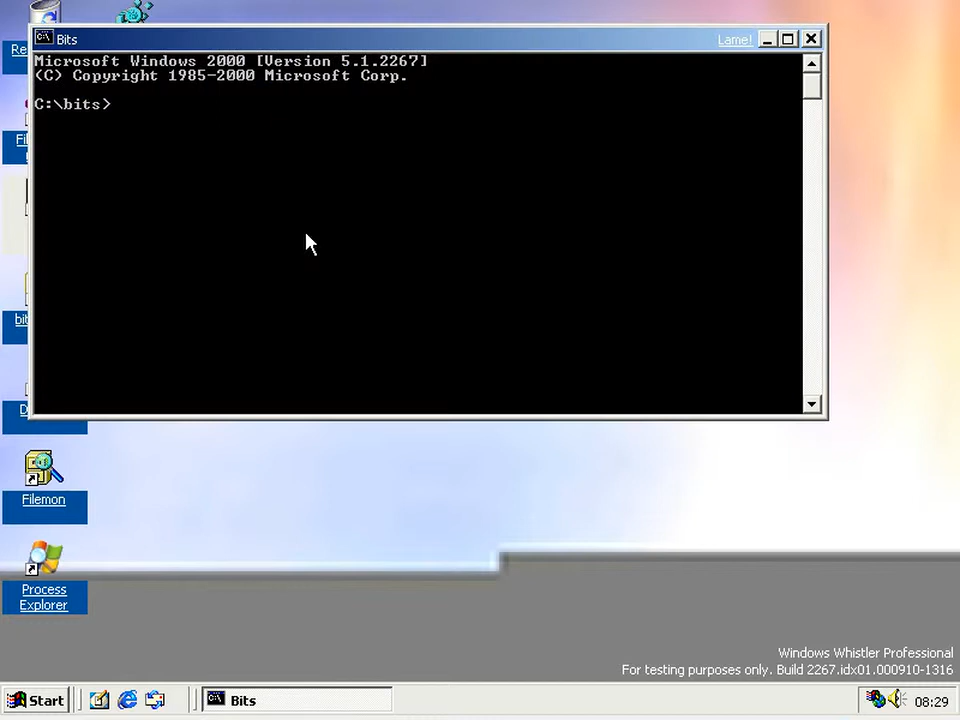 Bits
Lame!
Microsoft Windows 2000 [Version 5.1.2267]
(C) Copyright 1985-2000 Microsoft Corp.
C:\bits>
Filemon
Process
Explorer
Windows Whistler Professional
For testing purposes only. Build 2267.idx01.000910-1316
Start
Bits
08:29